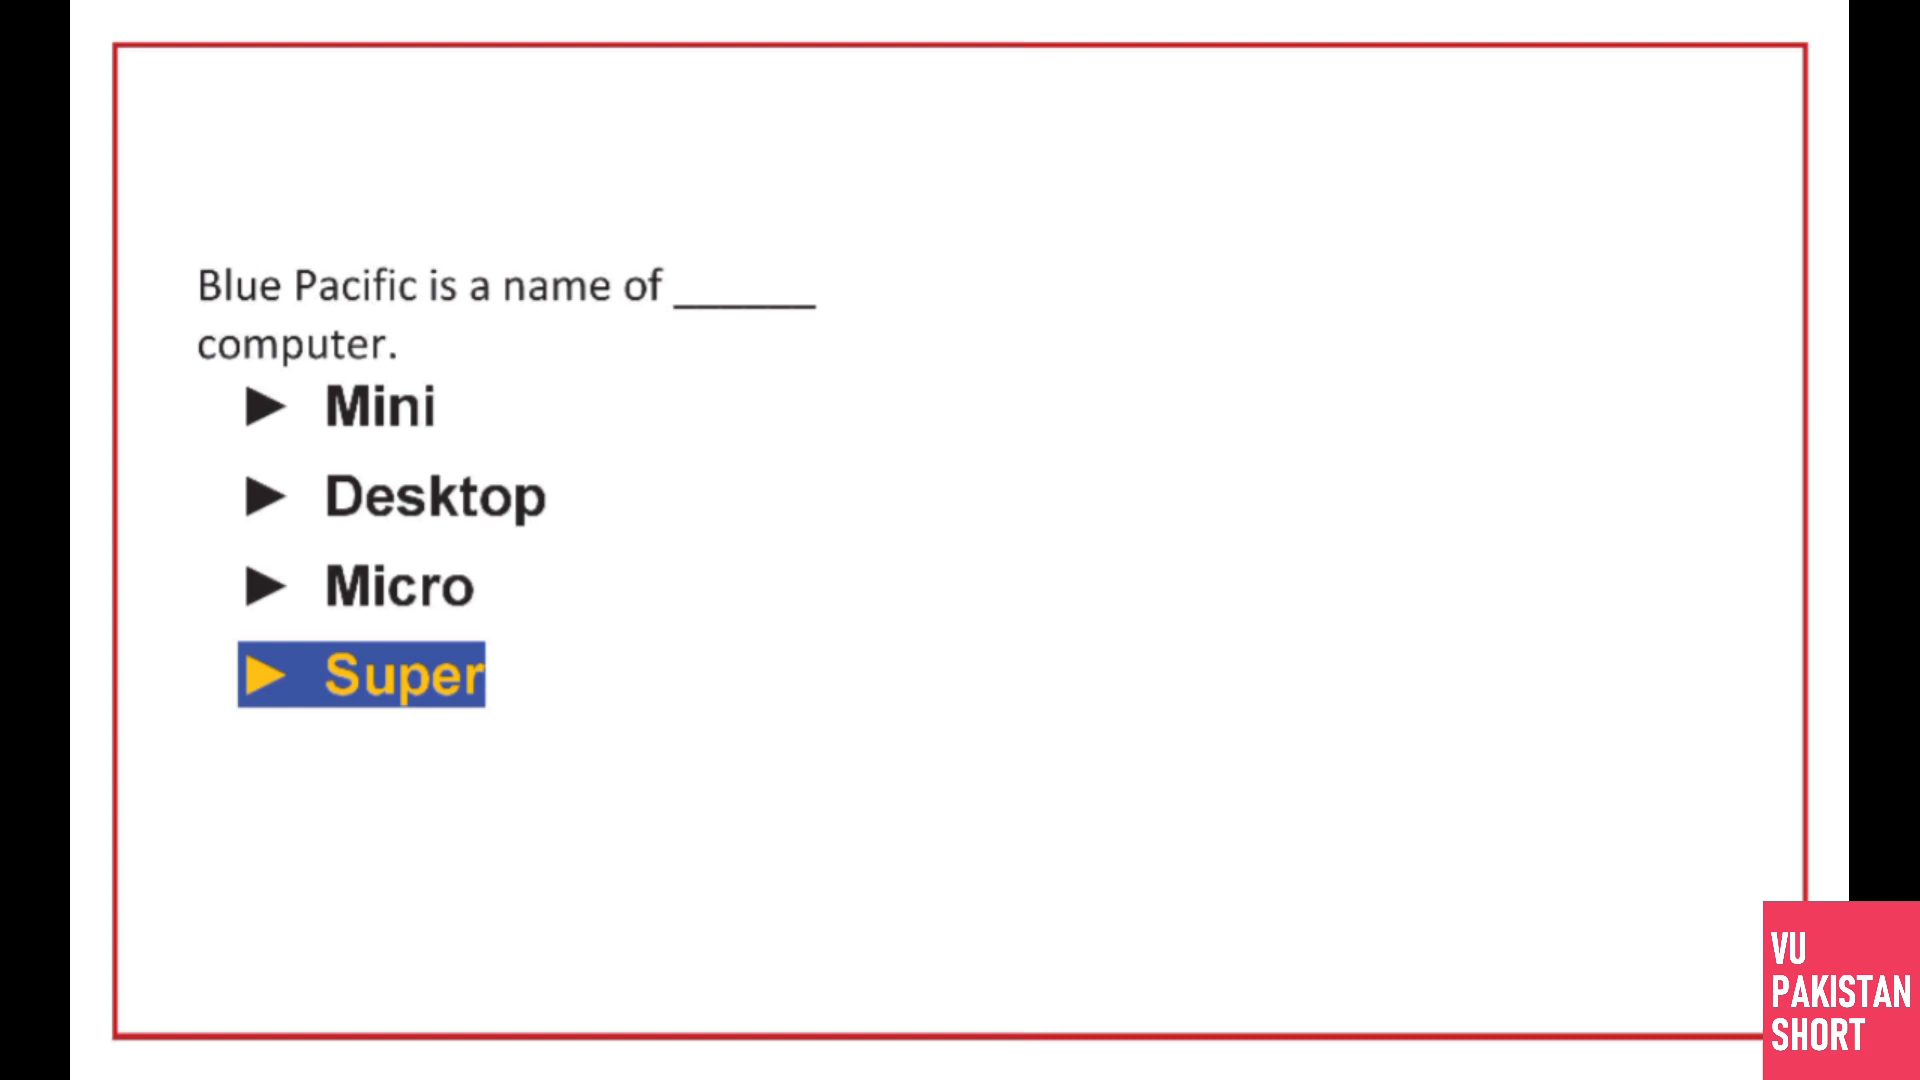 Blue Pacific is a name of ______
computer.
► Mini
► Desktop
► Micro
► Super
VU
PAKISTAN
SHORT